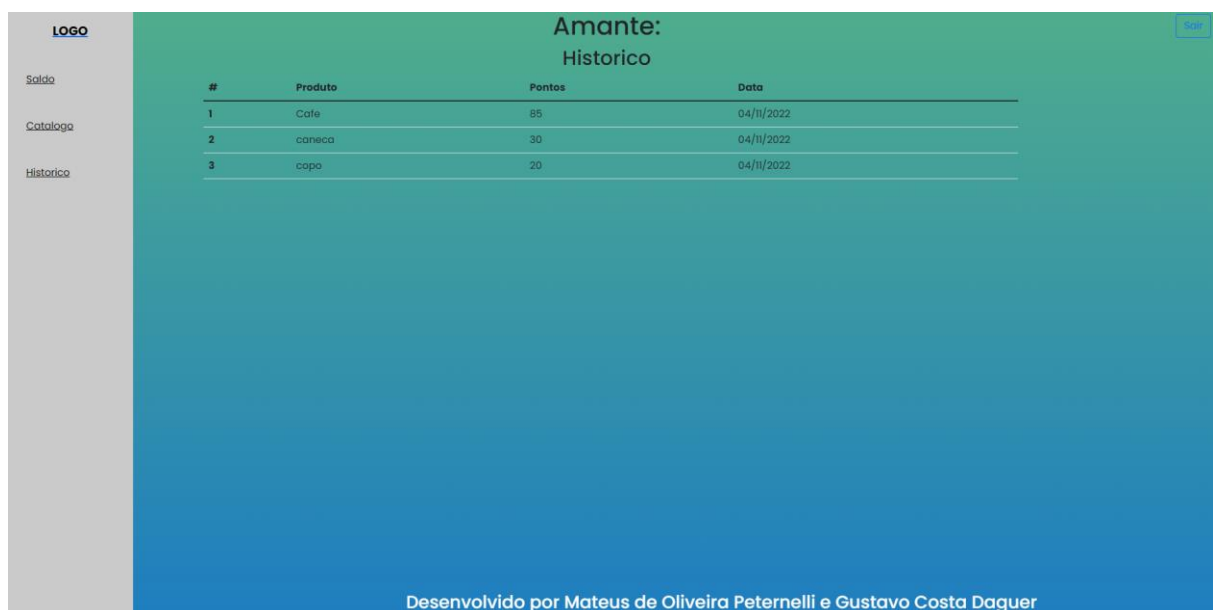 LOGO
Saldo
Catalogo
Historico
Amante:
Sair
Historico
# Produto Pontos Data
1 Cafe 85 04/11/2022
2 caneca 30 04/11/2022
3 copo 20 04/11/2022
Desenvolvido por Mateus de Oliveira Peternelli e Gustavo Costa Daguer